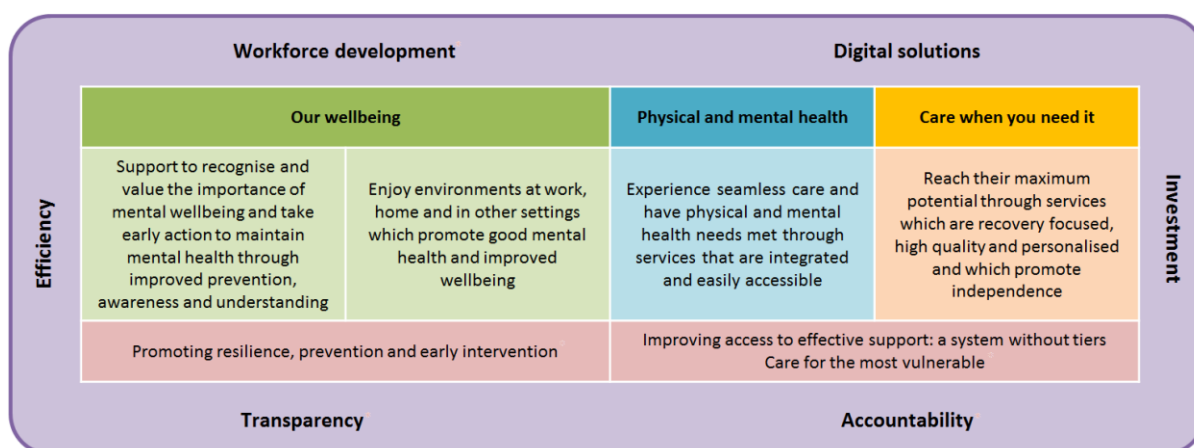 Workforce development
Digital solutions
Efficiency
Our wellbeing
Physical and mental health
Care when you need it
Support to recognise and
value the importance of
mental wellbeing and take
early action to maintain
mental health through
improved prevention,
awareness and understanding
Enjoy environments at work,
home and in other settings
which promote good mental
health and improved
wellbeing
Experience seamless care and
have physical and mental
health needs met through
services that are integrated
and easily accessible
Reach their maximum
potential through services
which are recovery focused,
high quality and personalised
and which promote
independence
Investment
Promoting resilience, prevention and early intervention
Improving access to effective support: a system without tiers
Care for the most vulnerable
Transparency
Accountability